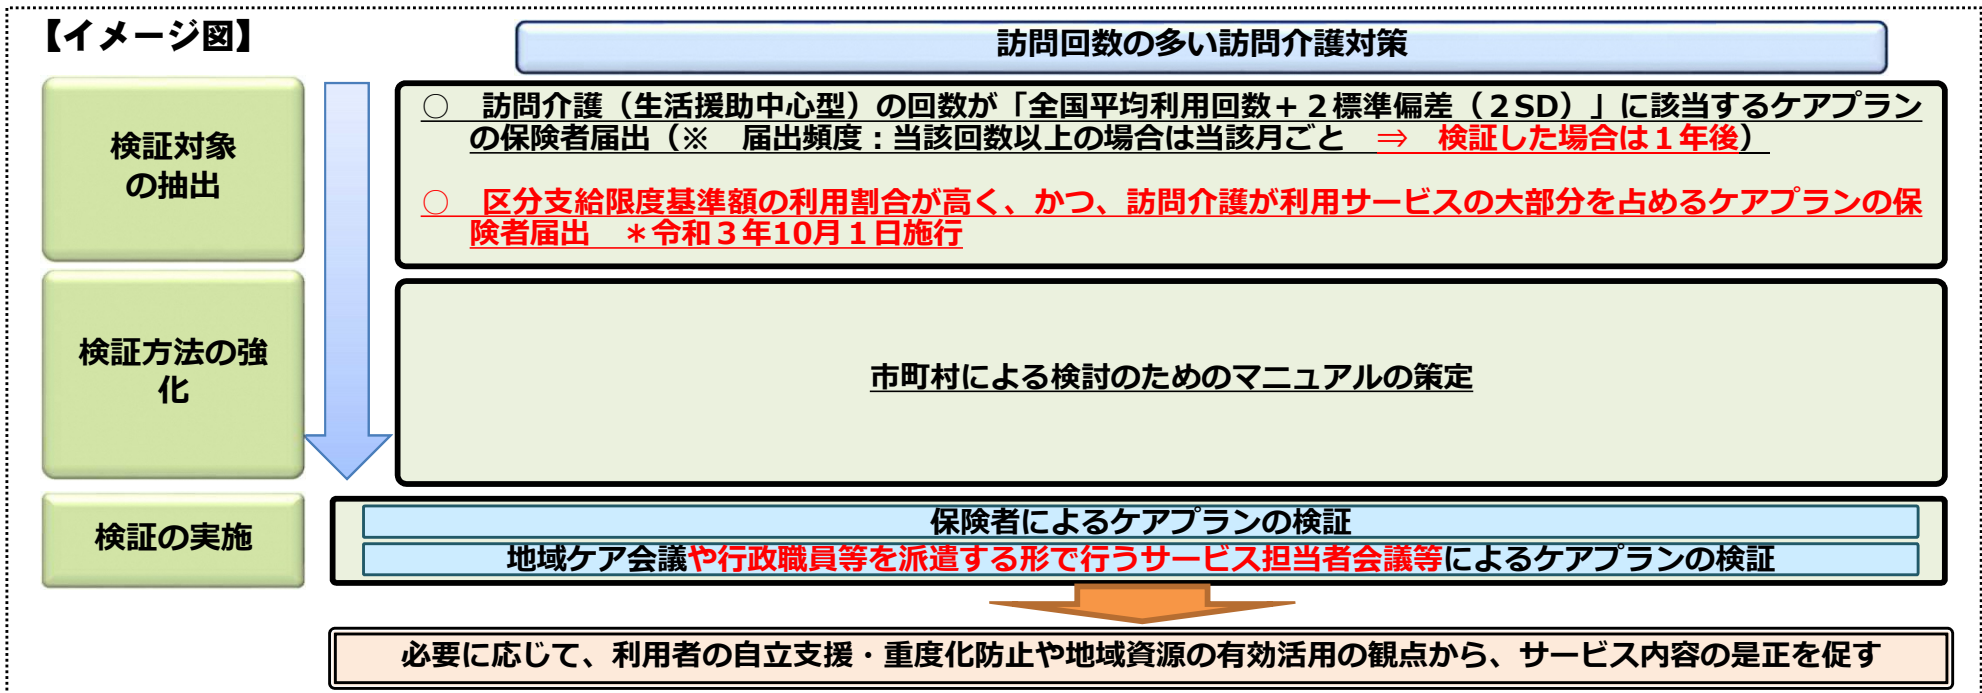 【イメージ図】
訪問回数の多い訪問介護対策
検証対象
の抽出
○　訪問介護（生活援助中心型）の回数が「全国平均利用回数＋２標準偏差（２SD）」に該当するケアプラン
の保険者届出（※　届出頻度：当該回数以上の場合は当該月ごと　⇒　検証した場合は１年後）
○　区分支給限度基準額の利用割合が高く、かつ、訪問介護が利用サービスの大部分を占めるケアプランの保
険者届出　＊令和３年10月１日施行
検証方法の強
化
市町村による検討のためのマニュアルの策定
検証の実施
保険者によるケアプランの検証
地域ケア会議や行政職員等を派遣する形で行うサービス担当者会議等によるケアプランの検証
必要に応じて、利用者の自立支援・重度化防止や地域資源の有効活用の観点から、サービス内容の是正を促す